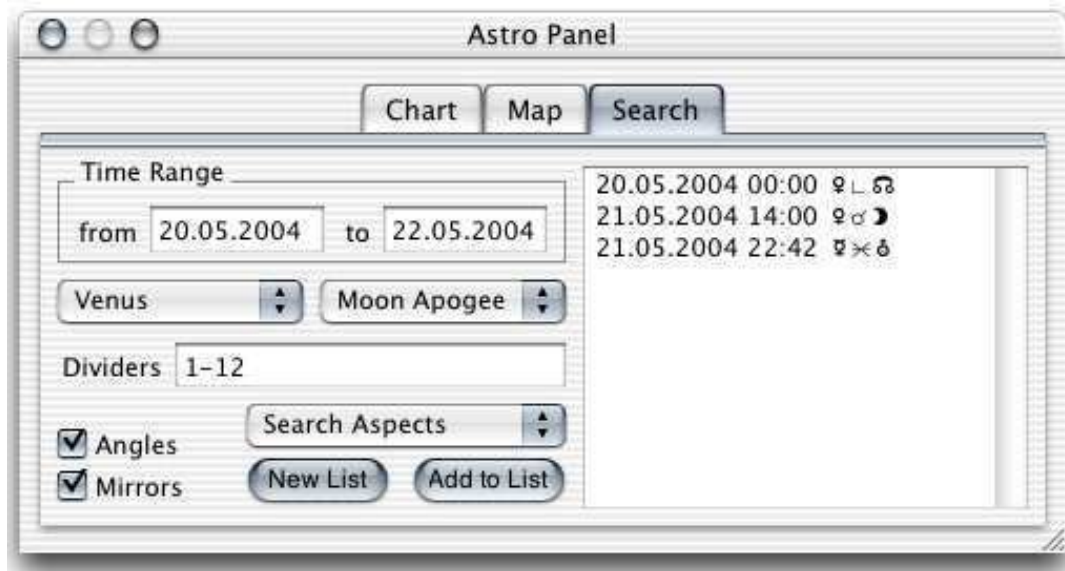 Astro Panel
Chart Map Search
Time Range
from 20.05.2004 to 22.05.2004
Venus Moon Apogee
Dividers 1-12
Search Aspects
Angles
Mirrors
New List Add to List
20.05.2004 00:00 ♀∟☊
21.05.2004 14:00 ♀☌☽
21.05.2004 22:42 ☿⚺⛢